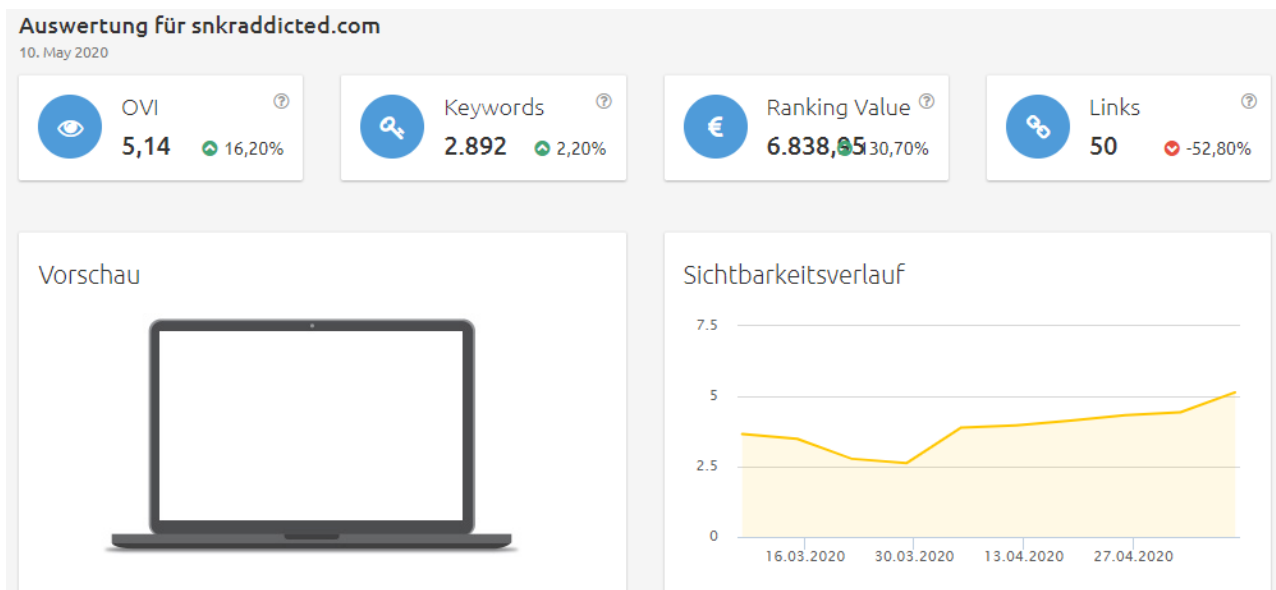 Auswertung für snkraddicted.com
10. May 2020
OVI
5,14 16,20%
Keywords
2.892 2,20%
Ranking Value
6.838, 5 130,70%
Links
50 -52,80%
Vorschau
Sichtbarkeitsverlauf
7.5
5
2.5
0
16.03.2020 30.03.2020 13.04.2020 27.04.2020